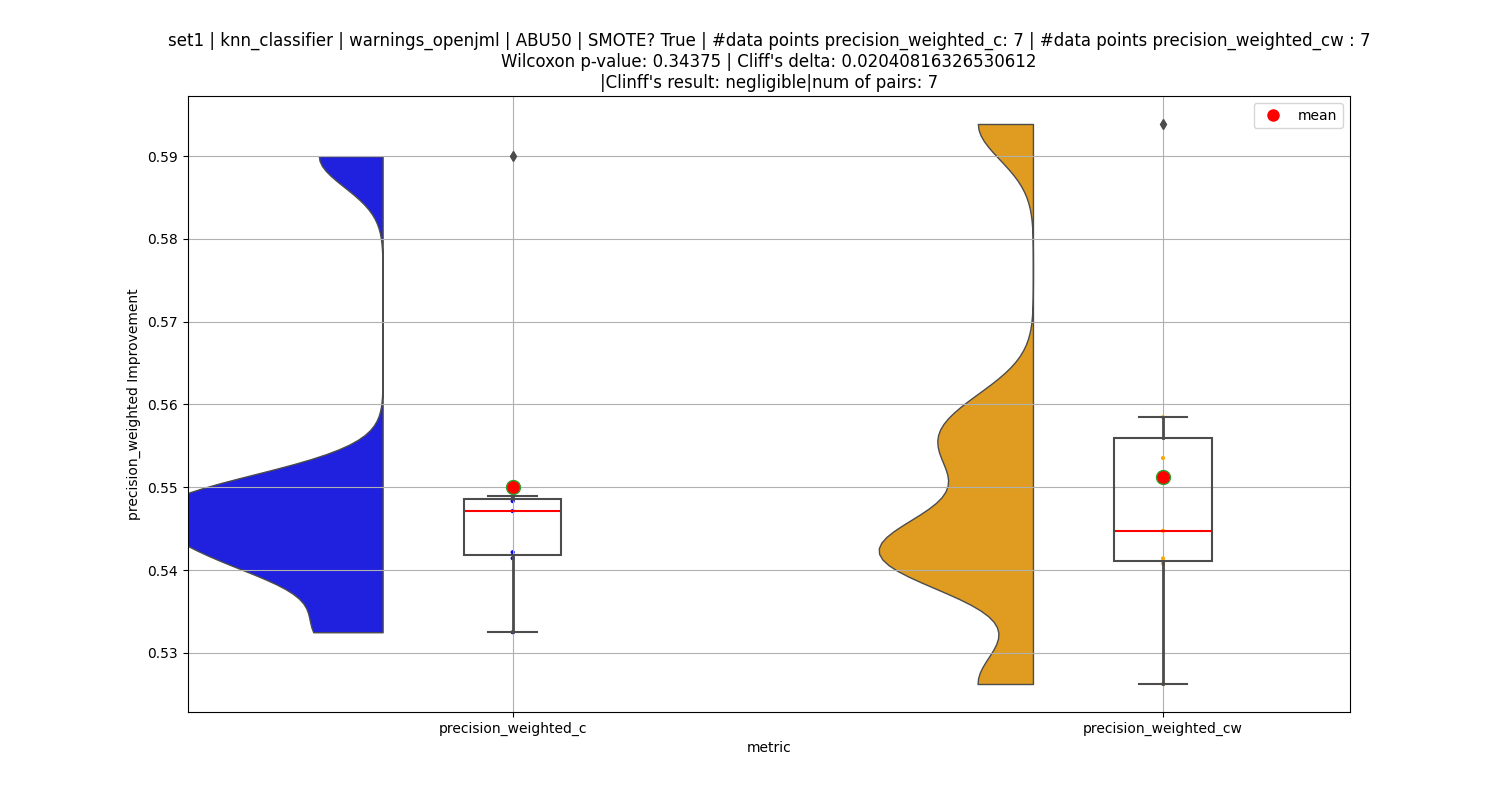 set1 | knn_classifier | warnings_openjml | ABU50 | SMOTE? True | #data points precision_weighted_c: 7 | #data points precision_weighted_cw : 7
Wilcoxon p-value: 0.34375 | Cliff's delta: 0.02040816326530612
|Clinff's result: negligible|num of pairs: 7
mean
0.59
0.58
0.57
0.56
0.55
0.54
0.53
precision_weighted Improvement
precision_weighted_c
precision_weighted_cw
metric